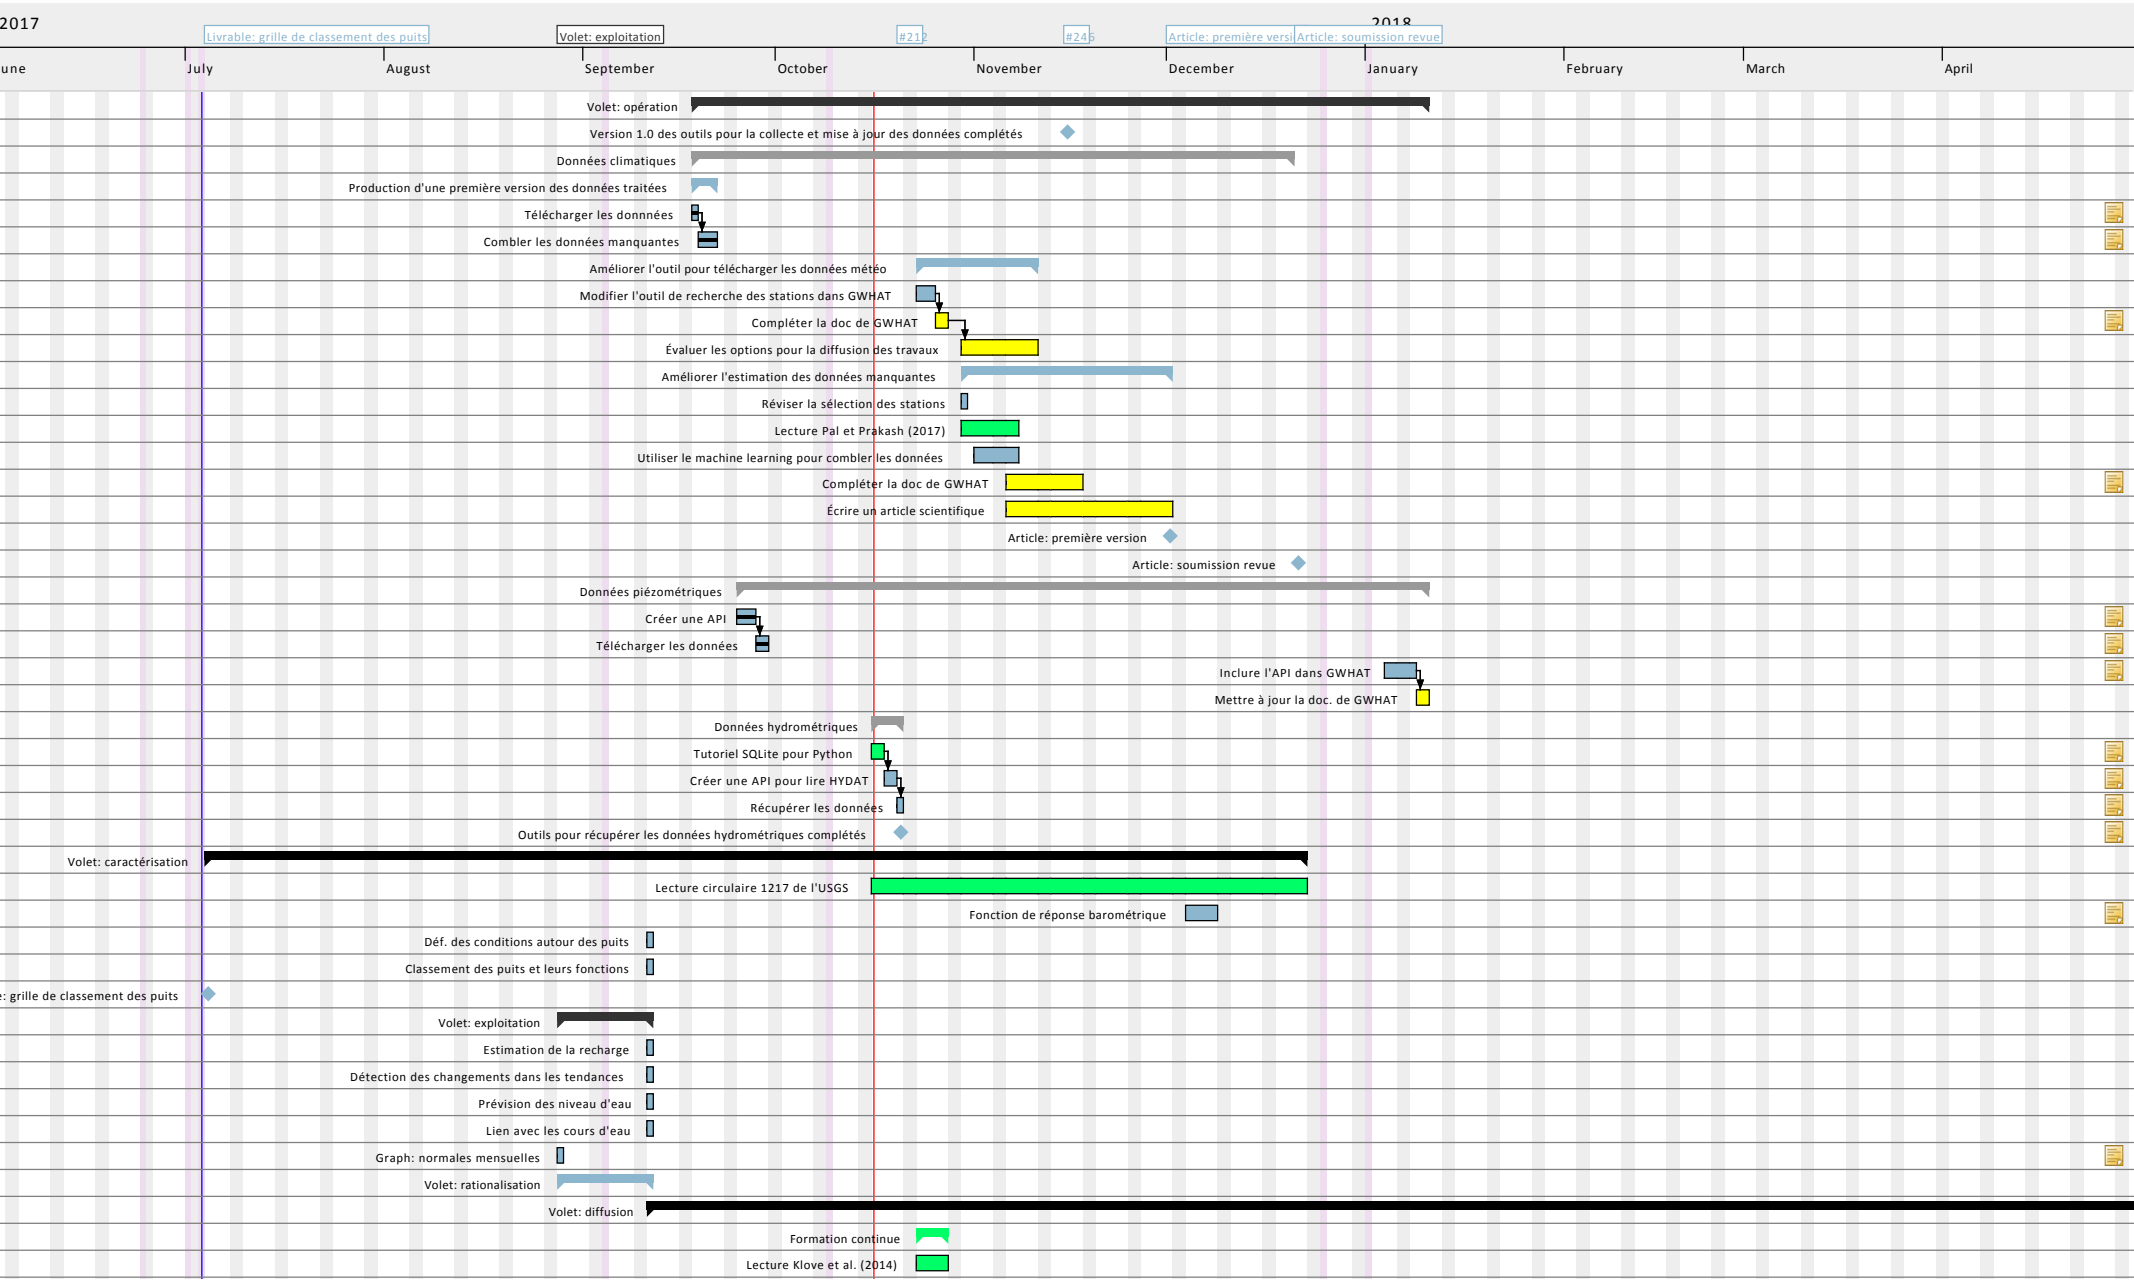 2017
2018
Livrable: grille de classement des puits
Volet: exploitation
#212
#246
Article: première versi
Article: soumission revue
une
July
August
September
October
November
December
January
February
March
April
Volet: opération
Version 1.0 des outils pour la collecte et mise à jour des données complétés
Données climatiques
Production d'une première version des données traitées
Télécharger les donnnées
Combler les données manquantes
Améliorer l'outil pour télécharger les données météo
Modifier l'outil de recherche des stations dans GWHAT
Compléter la doc de GWHAT
Évaluer les options pour la diffusion des travaux
Améliorer l'estimation des données manquantes
Réviser la sélection des stations
Lecture Pal et Prakash (2017)
Utiliser le machine learning pour combler les données
Compléter la doc de GWHAT
Écrire un article scientifique
Article: première version
Article: soumission revue
Données piézométriques
Créer une API
Télécharger les données
Inclure l'API dans GWHAT
Mettre à jour la doc. de GWHAT
Données hydrométriques
Tutoriel SQLite pour Python
Créer une API pour lire HYDAT
Récupérer les données
Outils pour récupérer les données hydrométriques complétés
Volet: caractérisation
Lecture circulaire 1217 de l'USGS
Fonction de réponse barométrique
Déf. des conditions autour des puits
Classement des puits et leurs fonctions
e: grille de classement des puits
Volet: exploitation
Estimation de la recharge
Détection des changements dans les tendances
Prévision des niveau d'eau
Lien avec les cours d'eau
Graph: normales mensuelles
Volet: rationalisation
Volet: diffusion
Formation continue
Lecture Klove et al. (2014)